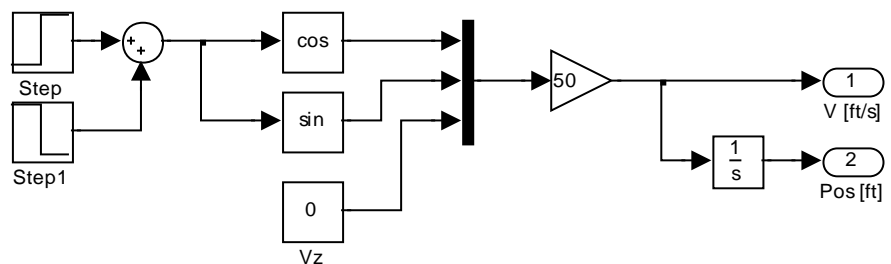 Step
+
+
Step1
cos
sin
0
Vz
50
1
V [ft/s]
1
s
2
Pos [ft]